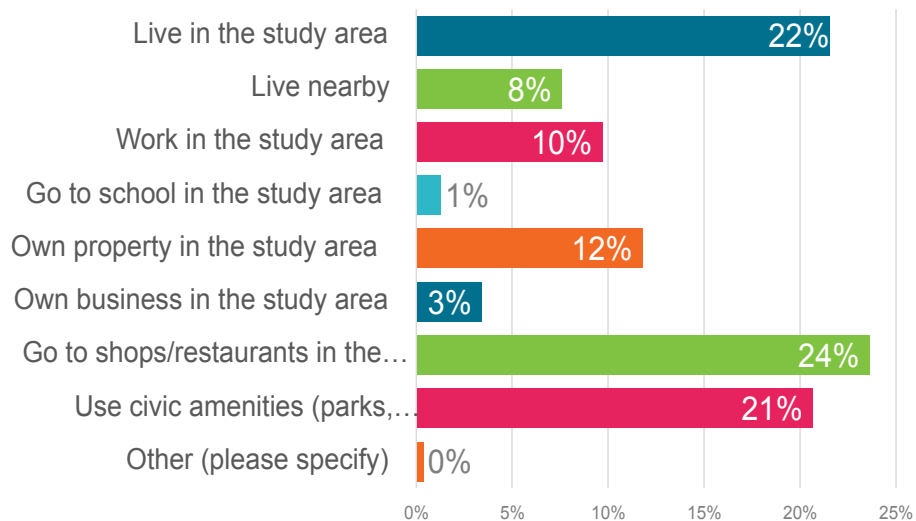 Live in the study area 22%
Live nearby 8%
Work in the study area 10%
Go to school in the study area 1%
Own property in the study area 12%
Own business in the study area 3%
Go to shops/restaurants in the… 24%
Use civic amenities (parks,… 21%
Other (please specify) 0%
0% 5% 10% 15% 20% 25%